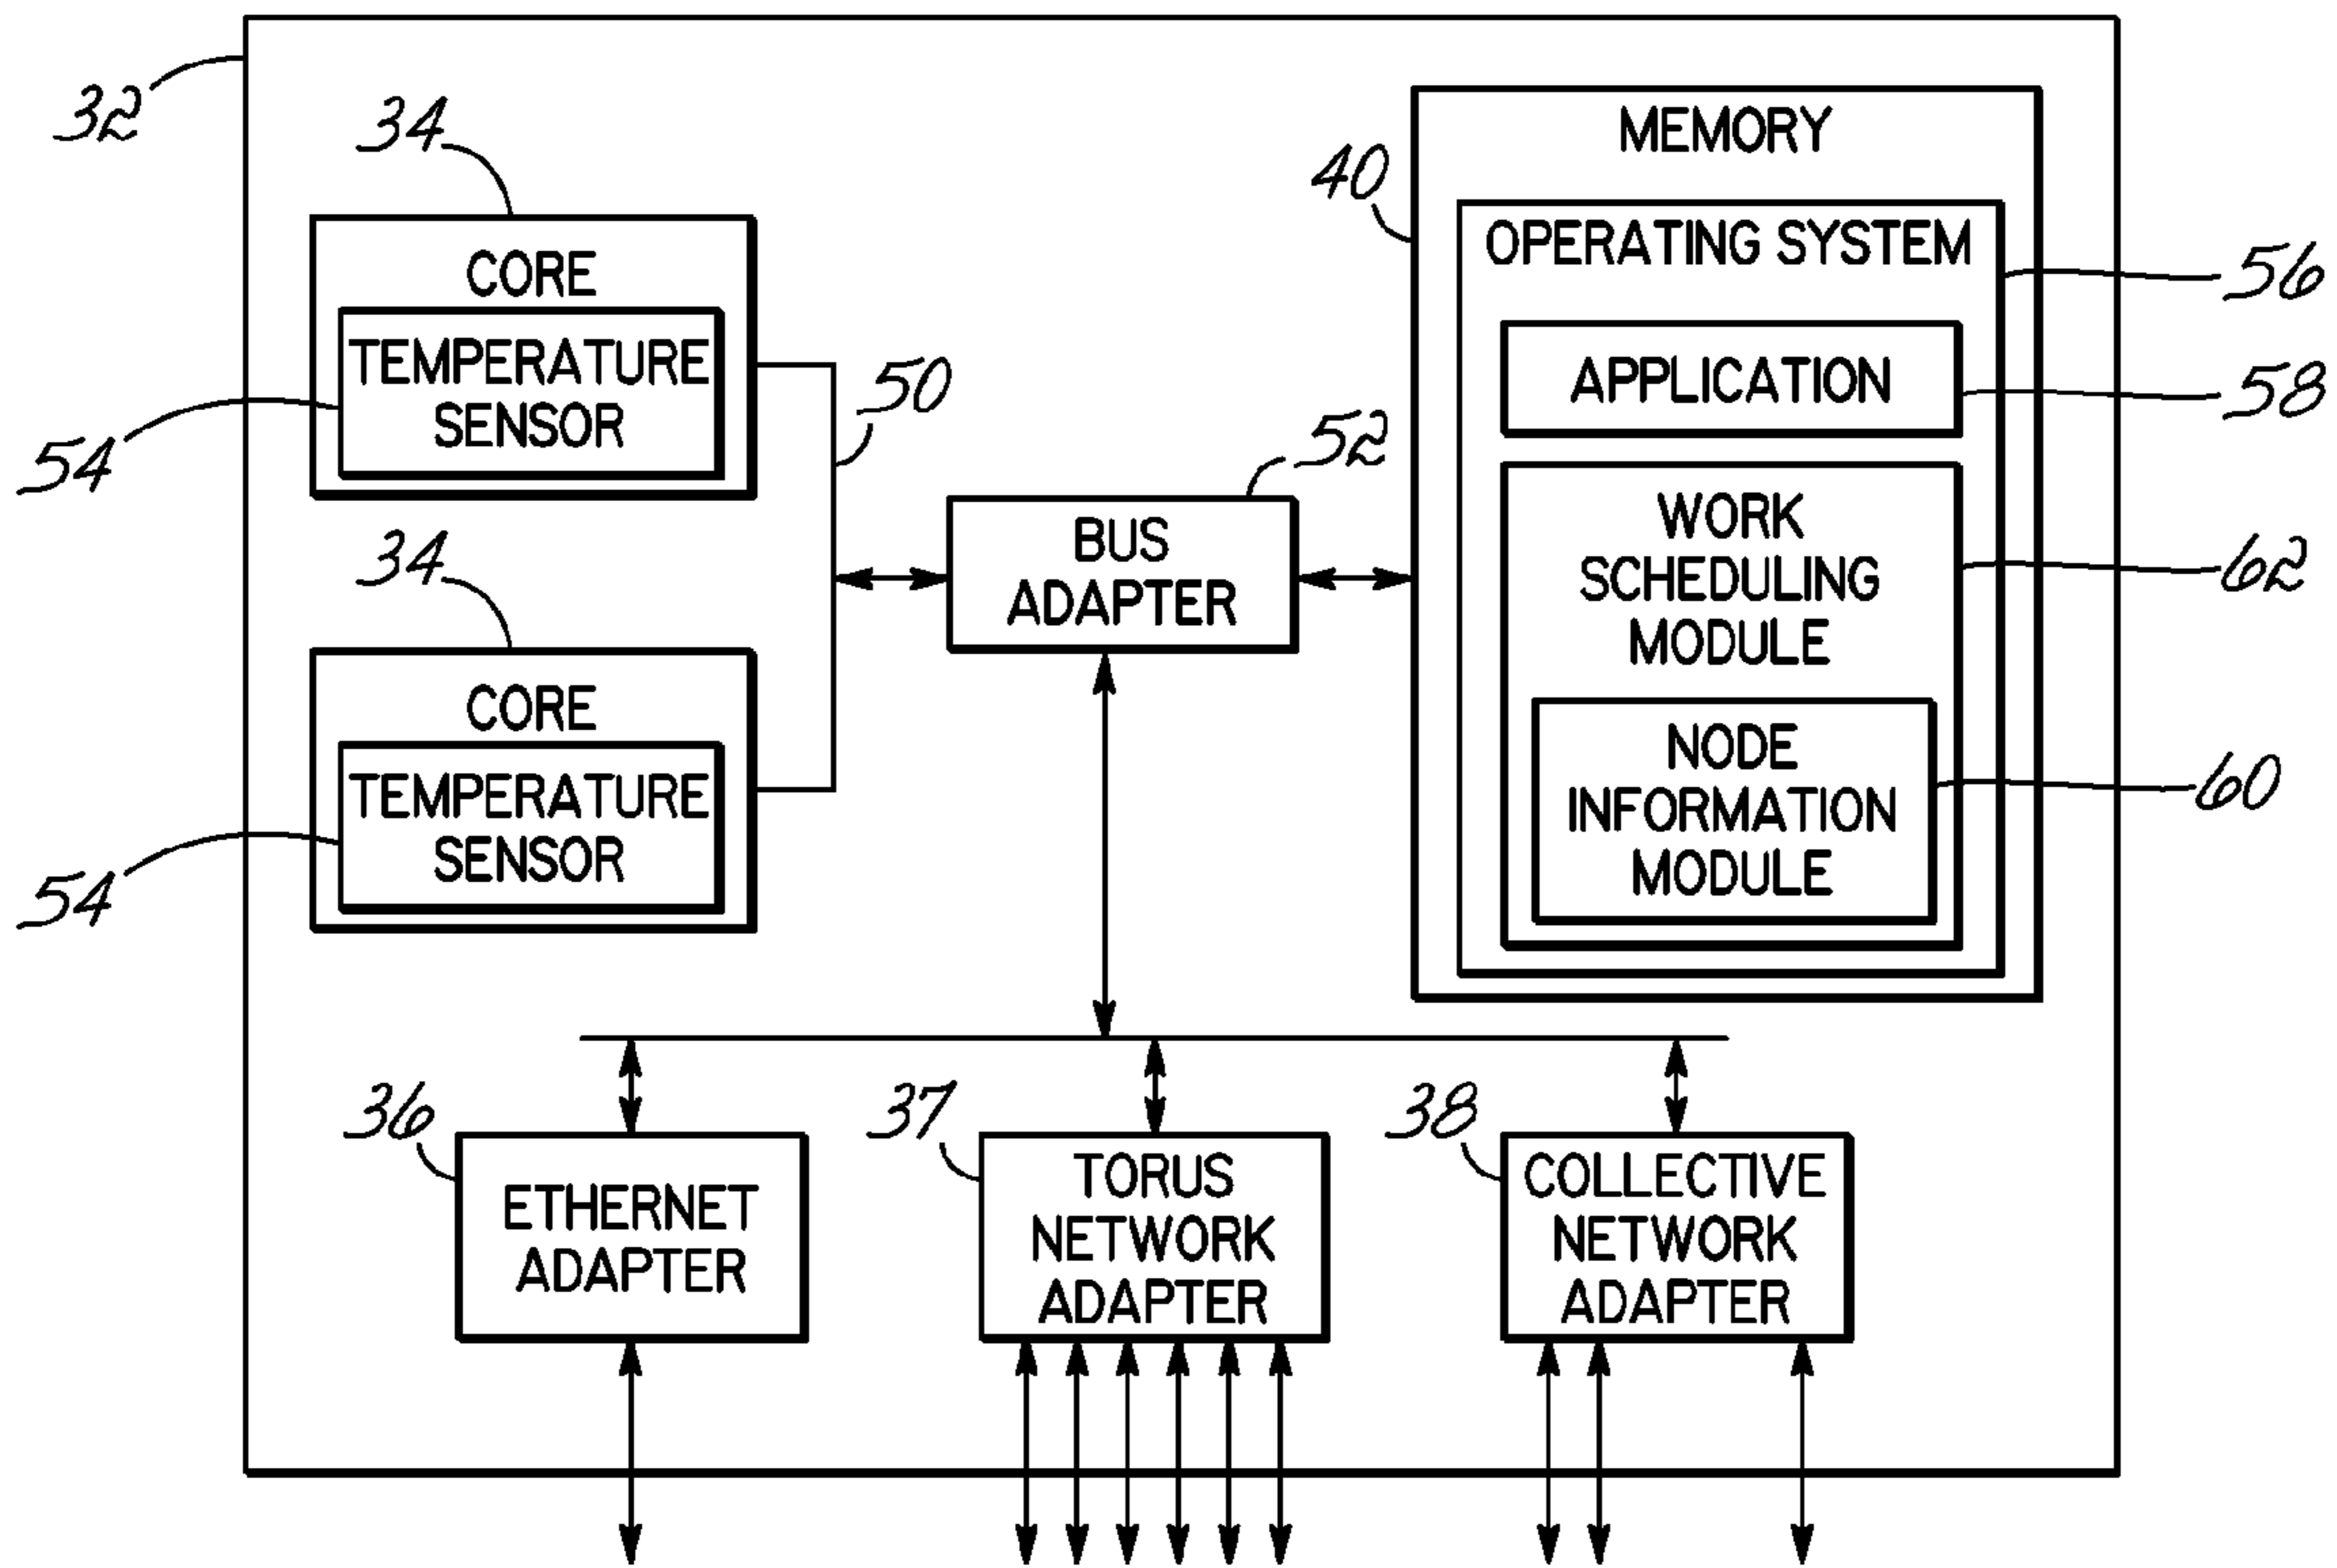 32
34
CORE
TEMPERATURE
SENSOR
54
50
34
CORE
TEMPERATURE
SENSOR
54
52
BUS
ADAPTER
40
MEMORY
OPERATING SYSTEM
56
APPLICATION
58
WORK
SCHEDULING
MODULE
62
NODE
INFORMATION
MODULE
60
36
ETHERNET
ADAPTER
37
TORUS
NETWORK
ADAPTER
38
COLLECTIVE
NETWORK
ADAPTER